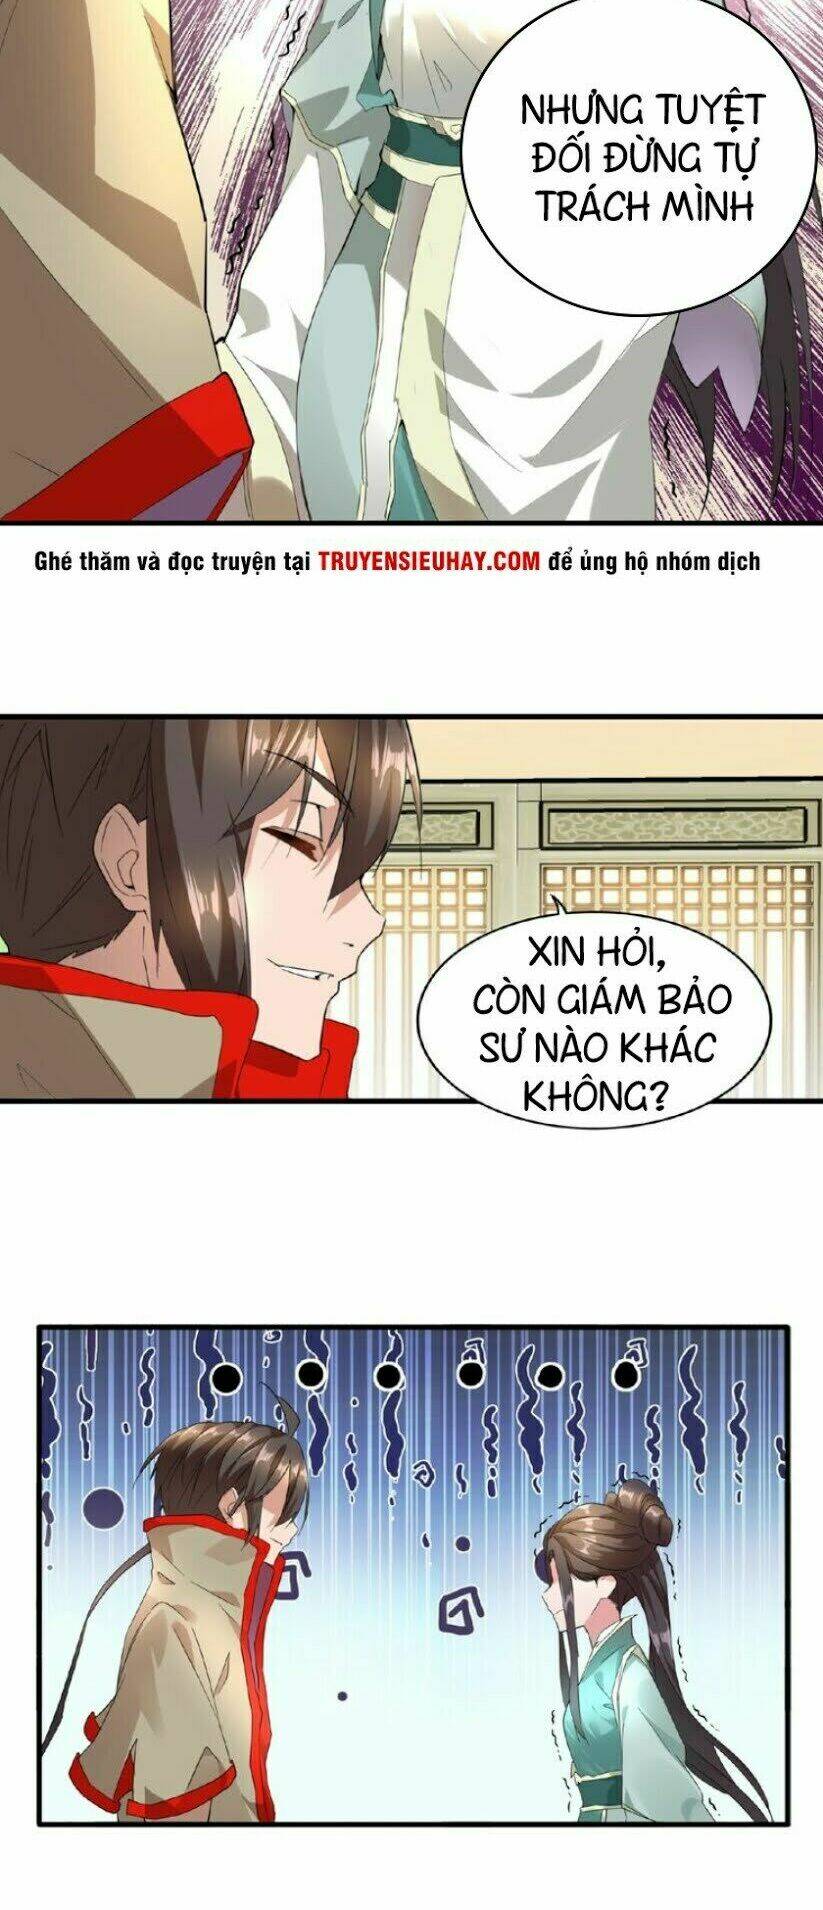 NHƯNG TUYỆT
ĐỐI ĐỪNG TỰ
TRÁCH MÌNH
Ghé thăm và đọc truyện tại TRUYENSIEUHAY.COM để ủng hộ nhóm dịch
XIN HỎI,
CÒN GIÁM BẢO
SƯ NÀO KHÁC
KHÔNG?